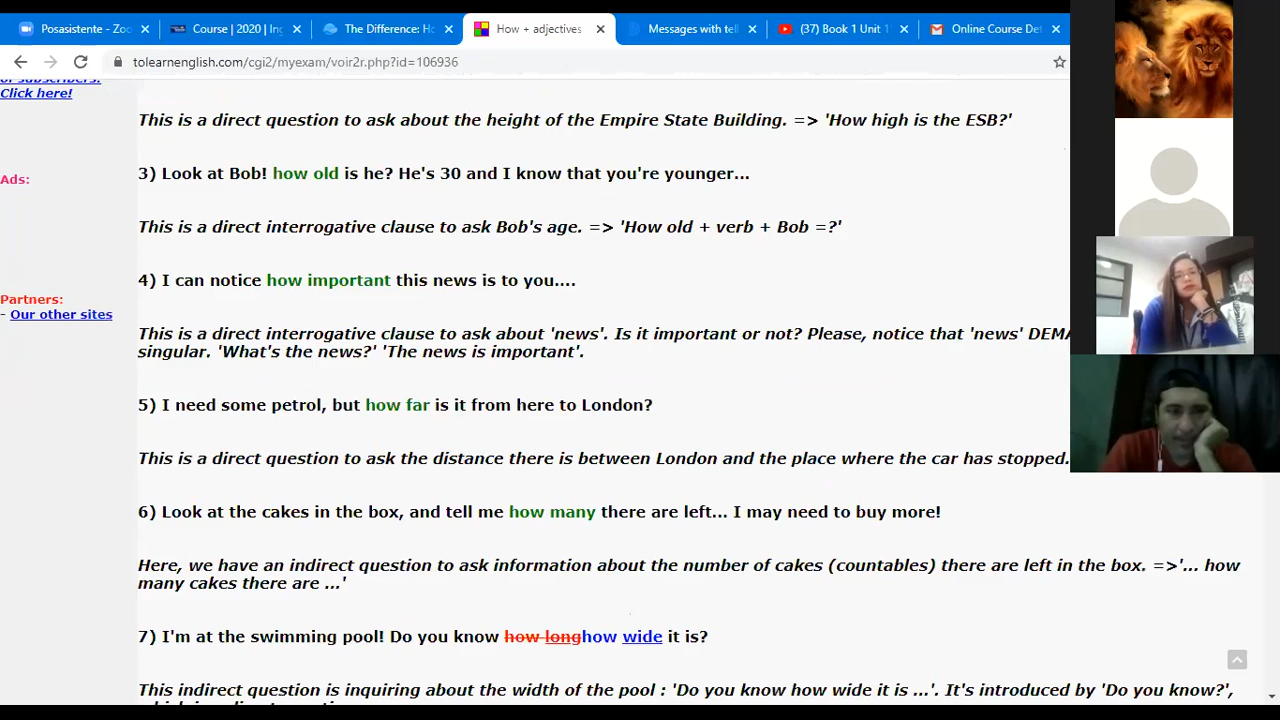 Posasistente - Zoo
Course | 2020 | Ing
The Difference: Ho
How + adjectives
Messages with tell
(37) Book 1 Unit 1
Online Course Det
tolearnenglish.com/cgi2/myexam/voir2r.php?id=106936
or subscribers!
Click here!
This is a direct question to ask about the height of the Empire State Building. => 'How high is the ESB?'
Ads:
3) Look at Bob! how old is he? He's 30 and I know that you're younger...
This is a direct interrogative clause to ask Bob's age. => 'How old + verb + Bob =?'
4) I can notice how important this news is to you....
Partners:
- Our other sites
This is a direct interrogative clause to ask about 'news'. Is it important or not? Please, notice that 'news' DEMA
singular. 'What's the news?' 'The news is important'.
5) I need some petrol, but how far is it from here to London?
This is a direct question to ask the distance there is between London and the place where the car has stopped.
6) Look at the cakes in the box, and tell me how many there are left... I may need to buy more!
Here, we have an indirect question to ask information about the number of cakes (countables) there are left in the box. =>'... how
many cakes there are ...'
7) I'm at the swimming pool! Do you know how longhow wide it is?
This indirect question is inquiring about the width of the pool : 'Do you know how wide it is ...'. It's introduced by 'Do you know?',